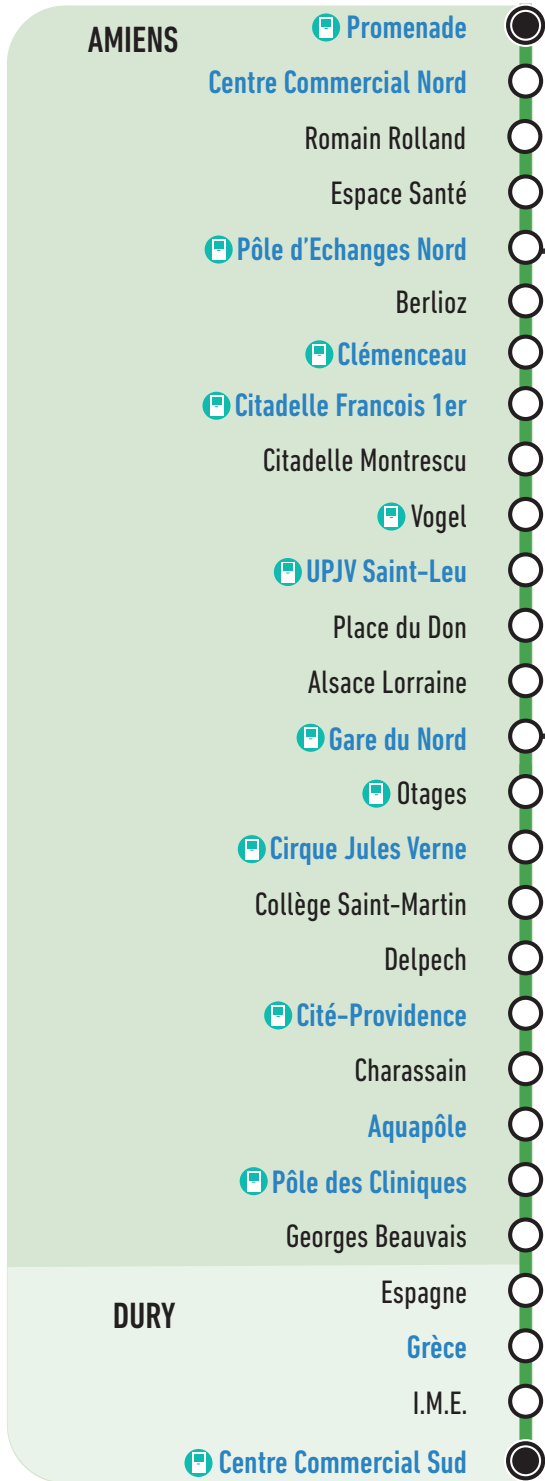 AMIENS
Promenade
Centre Commercial Nord
Romain Rolland
Espace Santé
Pôle d'Echanges Nord
Berlioz
Clémenceau
Citadelle Francois 1er
Citadelle Montrescu
Vogel
UPJV Saint-Leu
Place du Don
Alsace Lorraine
Gare du Nord
Otages
Cirque Jules Verne
Collège Saint-Martin
Delpech
Cité-Providence
Charassain
Aquapôle
Pôle des Cliniques
Georges Beauvais
DURY
Espagne
Grèce
I.M.E.
Centre Commercial Sud